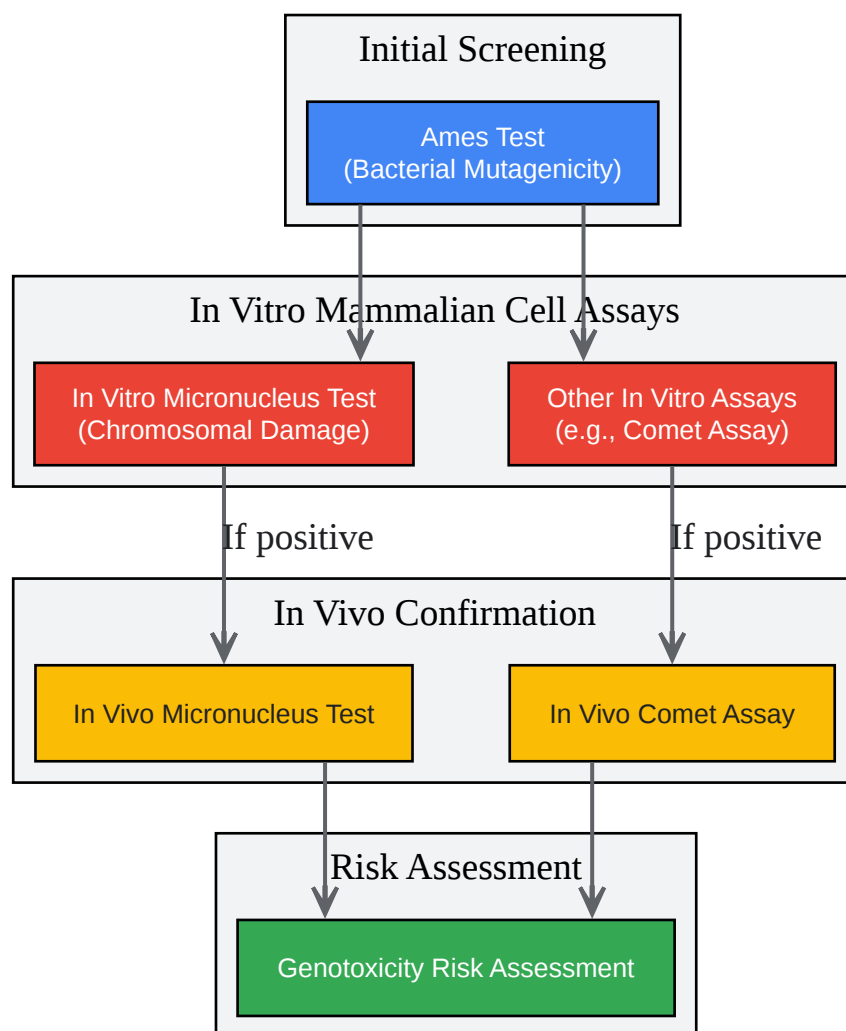 Initial Screening
Ames Test
(Bacterial Mutagenicity)
In Vitro Mammalian Cell Assays
In Vitro Micronucleus Test
(Chromosomal Damage)
Other In Vitro Assays
(e.g., Comet Assay)
If positive
If positive
In Vivo Confirmation
In Vivo Micronucleus Test
In Vivo Comet Assay
Risk Assessment
Genotoxicity Risk Assessment